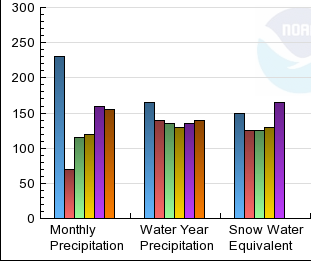 300
250
200
150
100
50
0
Monthly
Precipitation
Water Year
Precipitation
Snow Water
Equivalent